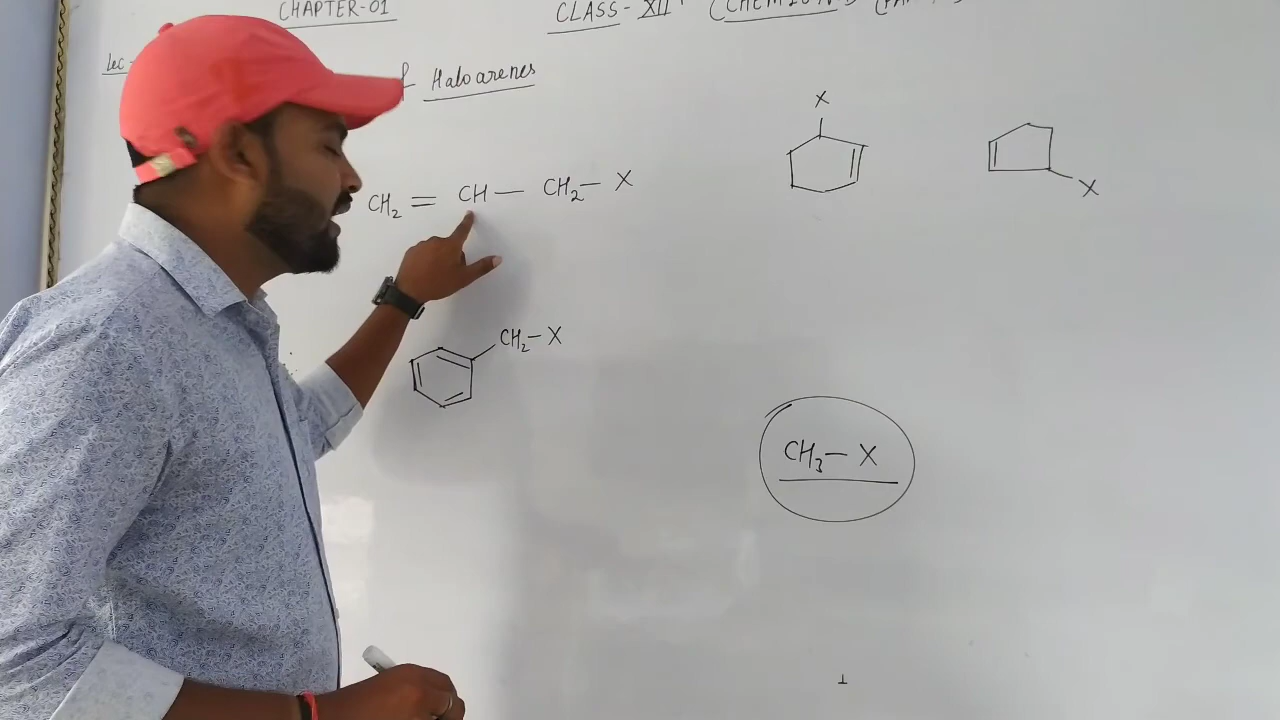 CHAPTER-01
CLASS-XII
Lec-
Haloarenes
CH₂ = CH — CH₂ — X
X
X
CH₂ — X
CH₃ — X